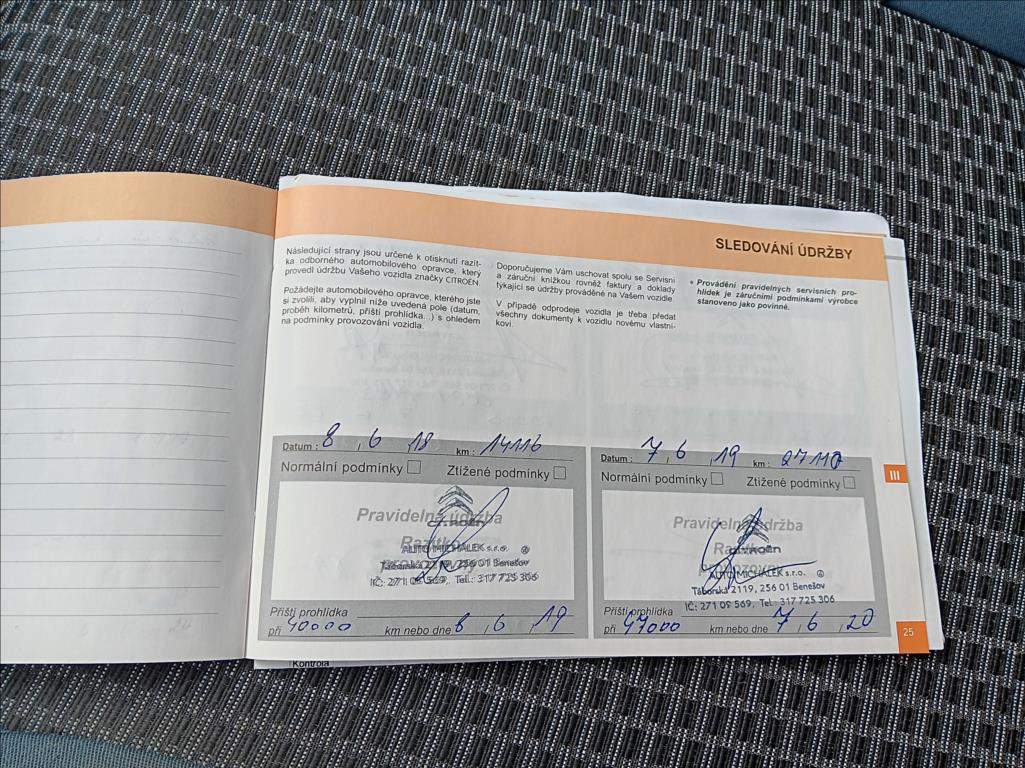 SLEDOVÁNÍ ÚDRŽBY
Následující strany jsou určené k otisknutí razít-
ka odborného automobilového opravce, který
provedl údržbu Vašeho vozidla značky CITROËN.
Požádejte automobilového opravce, kterého jste
si zvolili, aby vyplnil níže uvedená pole (datum,
proběh kilometrů, příští prohlídka...) s ohledem
na podmínky provozování vozidla.
Doporučujeme Vám uschovat spolu se Servisní
a záruční knížkou rovněž faktury a doklady
týkající se údržby prováděné na Vašem vozidle.
V případě odprodeje vozidla je třeba předat
všechny dokumenty k vozidlu novému vlastní-
kovi.
• Provádění pravidelných servisních pro-
hlídek je záručními podmínkami výrobce
stanoveno jako povinné.
Datum : 8 , 6 , 18 km : 14116
Normální podmínky Ztížené podmínky
Pravidelná údržba
Razítko
AUTO MICHÁLEK s.r.o.
Táborská 2119, 256 01 Benešov
IČ: 271 09 569, Tel.: 317 725 306
Příští prohlídka
při 40000 km nebo dne 8 , 6 , 19
Datum : 7 , 6 , 19 km : 27110
Normální podmínky Ztížené podmínky
Pravidelná údržba
AUTO MICHÁLEK s.r.o.
Táborská 2119, 256 01 Benešov
IČ: 271 09 569, Tel.: 317 725 306
Příští prohlídka
při 47000 km nebo dne 7 , 6 , 20
III
25
Kontrola